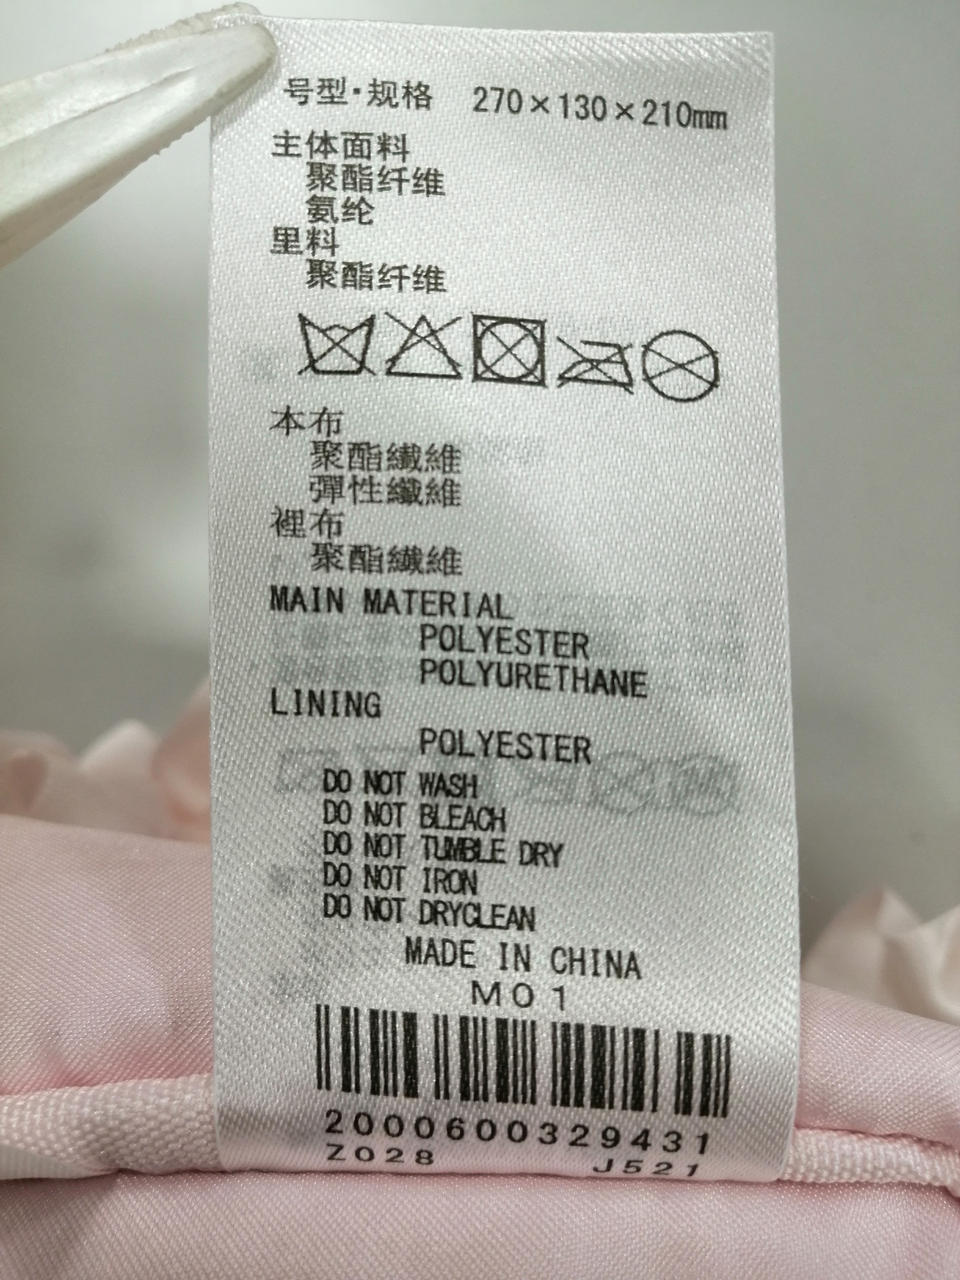 号型·规格 270×130×210mm
主体面料
聚酯纤维
氨纶
里料
聚酯纤维
本布
聚酯纖維
彈性纖維
裡布
聚酯纖維
MAIN MATERIAL
POLYESTER
POLYURETHANE
LINING
POLYESTER
DO NOT WASH
DO NOT BLEACH
DO NOT TUMBLE DRY
DO NOT IRON
DO NOT DRYCLEAN
MADE IN CHINA
M01
2000600329431
Z028 J521